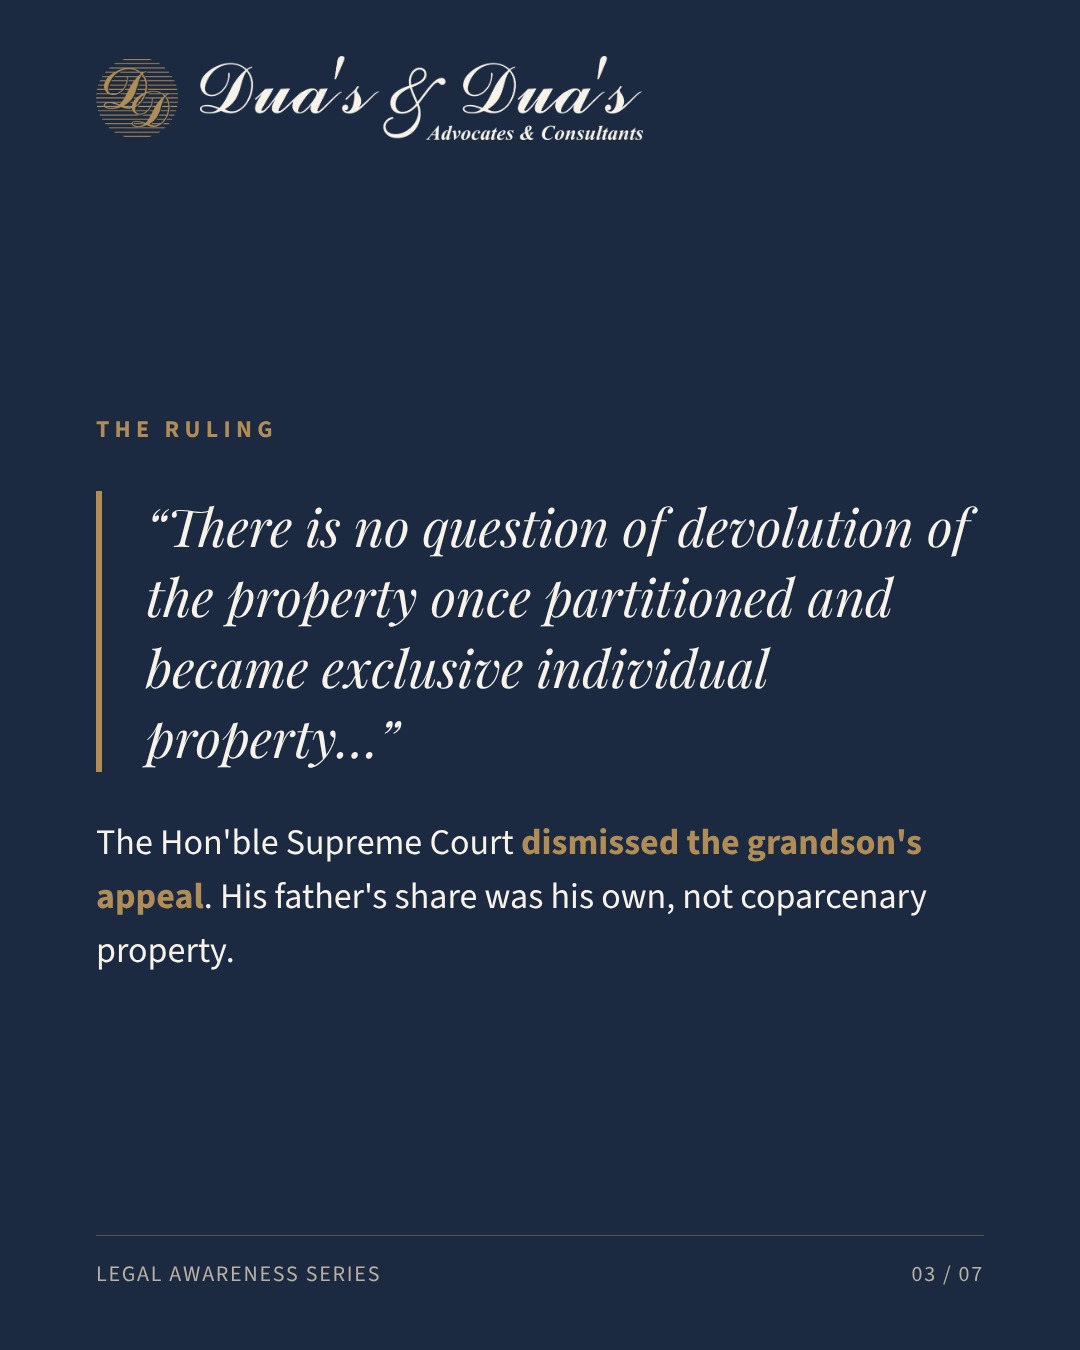 DD
Dua's & Dua's
Advocates & Consultants
THE RULING
“There is no question of devolution of
the property once partitioned and
became exclusive individual
property…”
The Hon'ble Supreme Court dismissed the grandson's
appeal. His father's share was his own, not coparcenary
property.
LEGAL AWARENESS SERIES
03 / 07